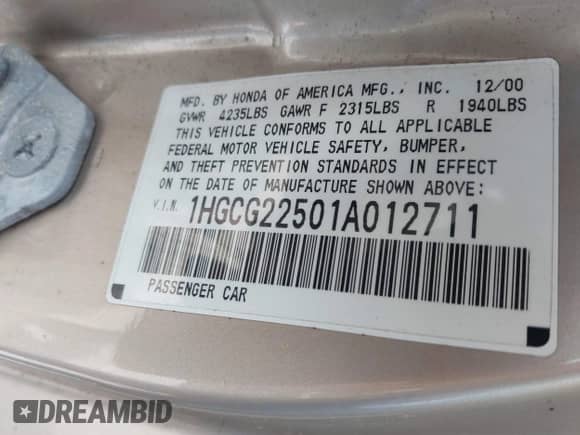 MFD. BY HONDA OF AMERICA MFG., INC. 12/00
GVWR 4235LBS GAWR F 2315LBS R 1940LBS
THIS VEHICLE CONFORMS TO ALL APPLICABLE
FEDERAL MOTOR VEHICLE SAFETY, BUMPER,
AND THEFT PREVENTION STANDARDS IN EFFECT
ON THE DATE OF MANUFACTURE SHOWN ABOVE:
V.I.N. 1HGCG22501A012711
PASSENGER CAR
DREAMBID